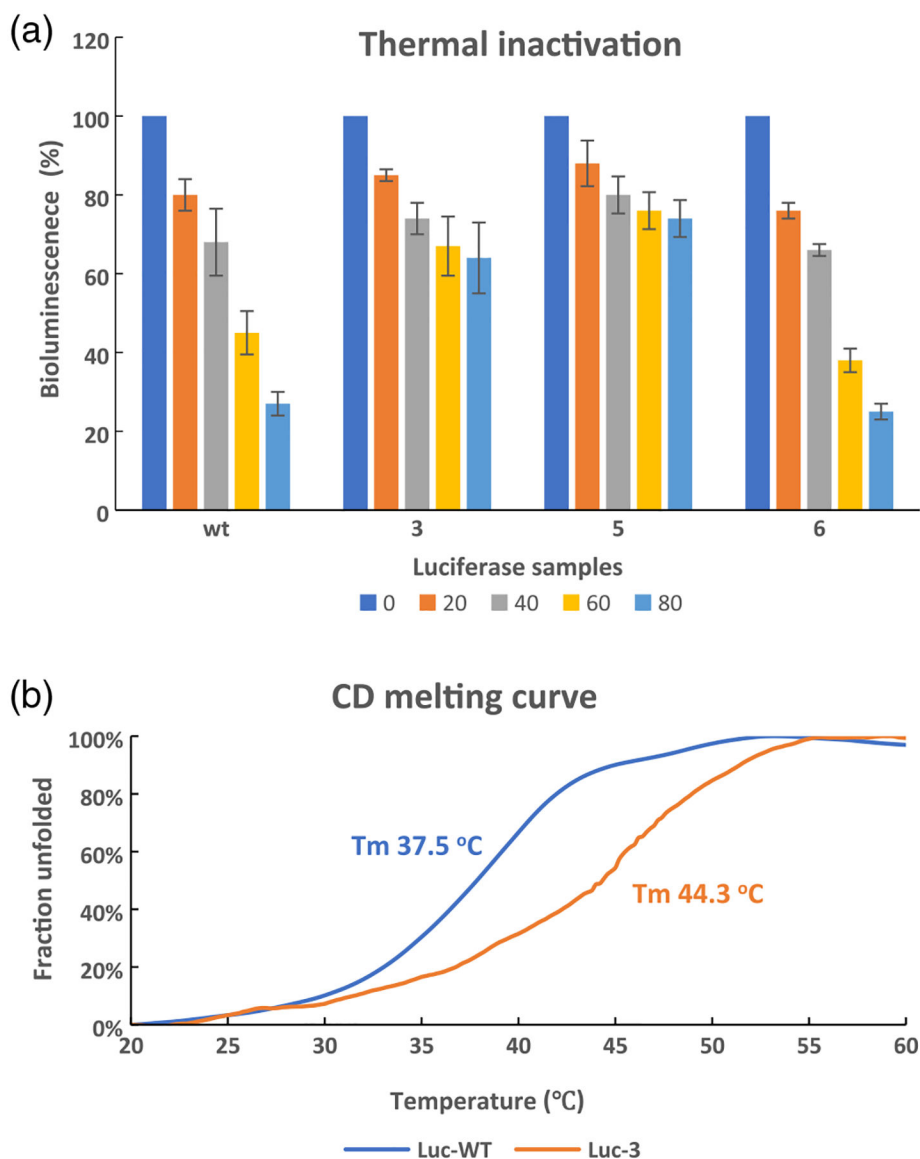 (a)
Thermal inactivation
Bioluminescenece (%)
120
100
80
60
40
20
0
wt 3 5 6
Luciferase samples
0 20 40 60 80
(b)
CD melting curve
Fraction unfolded
100%
80%
60%
40%
20%
0%
Tm 37.5 °C
Tm 44.3 °C
20 25 30 35 40 45 50 55 60
Temperature (℃)
Luc-WT Luc-3